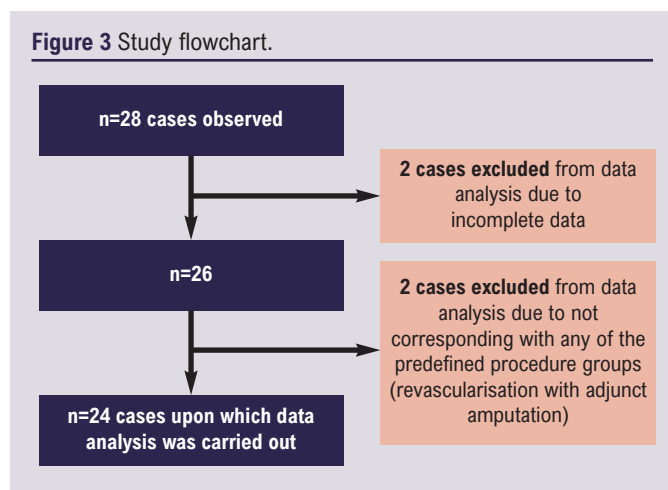 Figure 3 Study flowchart.
n=28 cases observed
2 cases excluded from data
analysis due to
incomplete data
n=26
2 cases excluded from data
analysis due to not
corresponding with any of the
predefined procedure groups
(revascularisation with adjunct
amputation)
n=24 cases upon which data
analysis was carried out